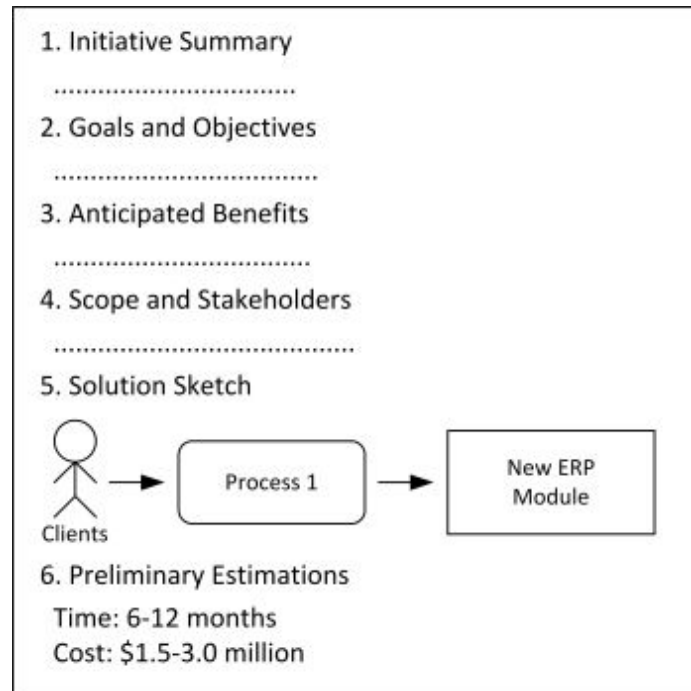 1. Initiative Summary
.................................
2. Goals and Objectives
....................................
3. Anticipated Benefits
...................................
4. Scope and Stakeholders
.........................................
5. Solution Sketch
Clients
Process 1
New ERP
Module
6. Preliminary Estimations
Time: 6-12 months
Cost: $1.5-3.0 million